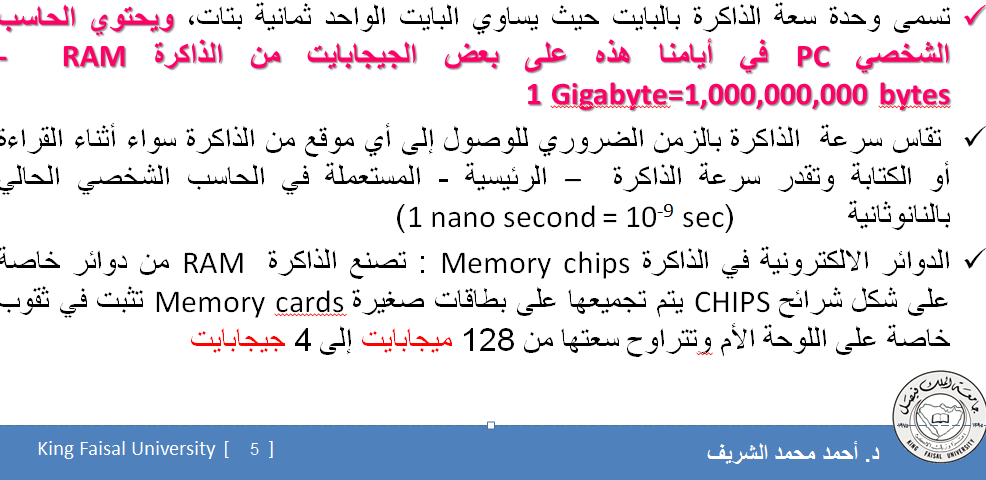 ✓ تسمى وحدة سعة الذاكرة بالبايت حيث يساوي البايت الواحد ثمانية بتات، ويحتوي الحاسب
الشخصي PC في أيامنا هذه على بعض الجيجابايت من الذاكرة RAM -
1 Gigabyte=1,000,000,000 bytes
✓ تقاس سرعة الذاكرة بالزمن الضروري للوصول إلى أي موقع من الذاكرة سواء أثناء القراءة
أو الكتابة وتقدر سرعة الذاكرة – الرئيسية - المستعملة في الحاسب الشخصي الحالي
بالنانوثانية (1 nano second = 10⁻⁹ sec)
✓ الدوائر الالكترونية في الذاكرة Memory chips : تصنع الذاكرة RAM من دوائر خاصة
على شكل شرائح CHIPS يتم تجميعها على بطاقات صغيرة Memory cards تثبت في ثقوب
خاصة على اللوحة الأم وتتراوح سعتها من 128 ميجابايت إلى 4 جيجابايت
جامعة الملك فيصل
KING FAISAL UNIVERSITY
د. أحمد محمد الشريف
King Faisal University [ 5 ]